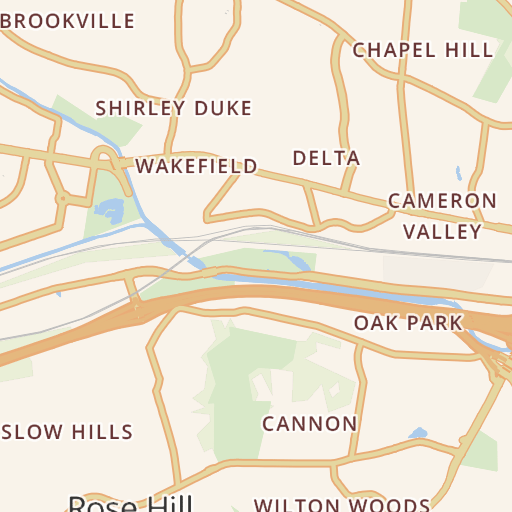 BROOKVILLE
CHAPEL HILL
SHIRLEY DUKE
DELTA
WAKEFIELD
CAMERON
VALLEY
OAK PARK
CANNON
SLOW HILLS
Rose Hill
WILTON WOODS